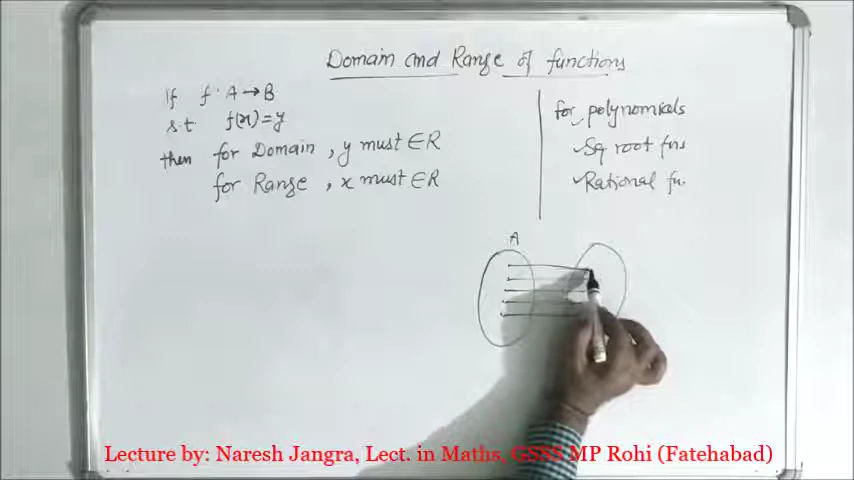 Domain and Range of functions
If f: A→B
s.t f(x)=y
then for Domain, y must ∈R
for Range, x must ∈R
for polynomials
✓Sq root fns
✓Rational fn.
A
Lecture by: Naresh Jangra, Lect. in Maths, GSSS MP Rohi (Fatehabad)